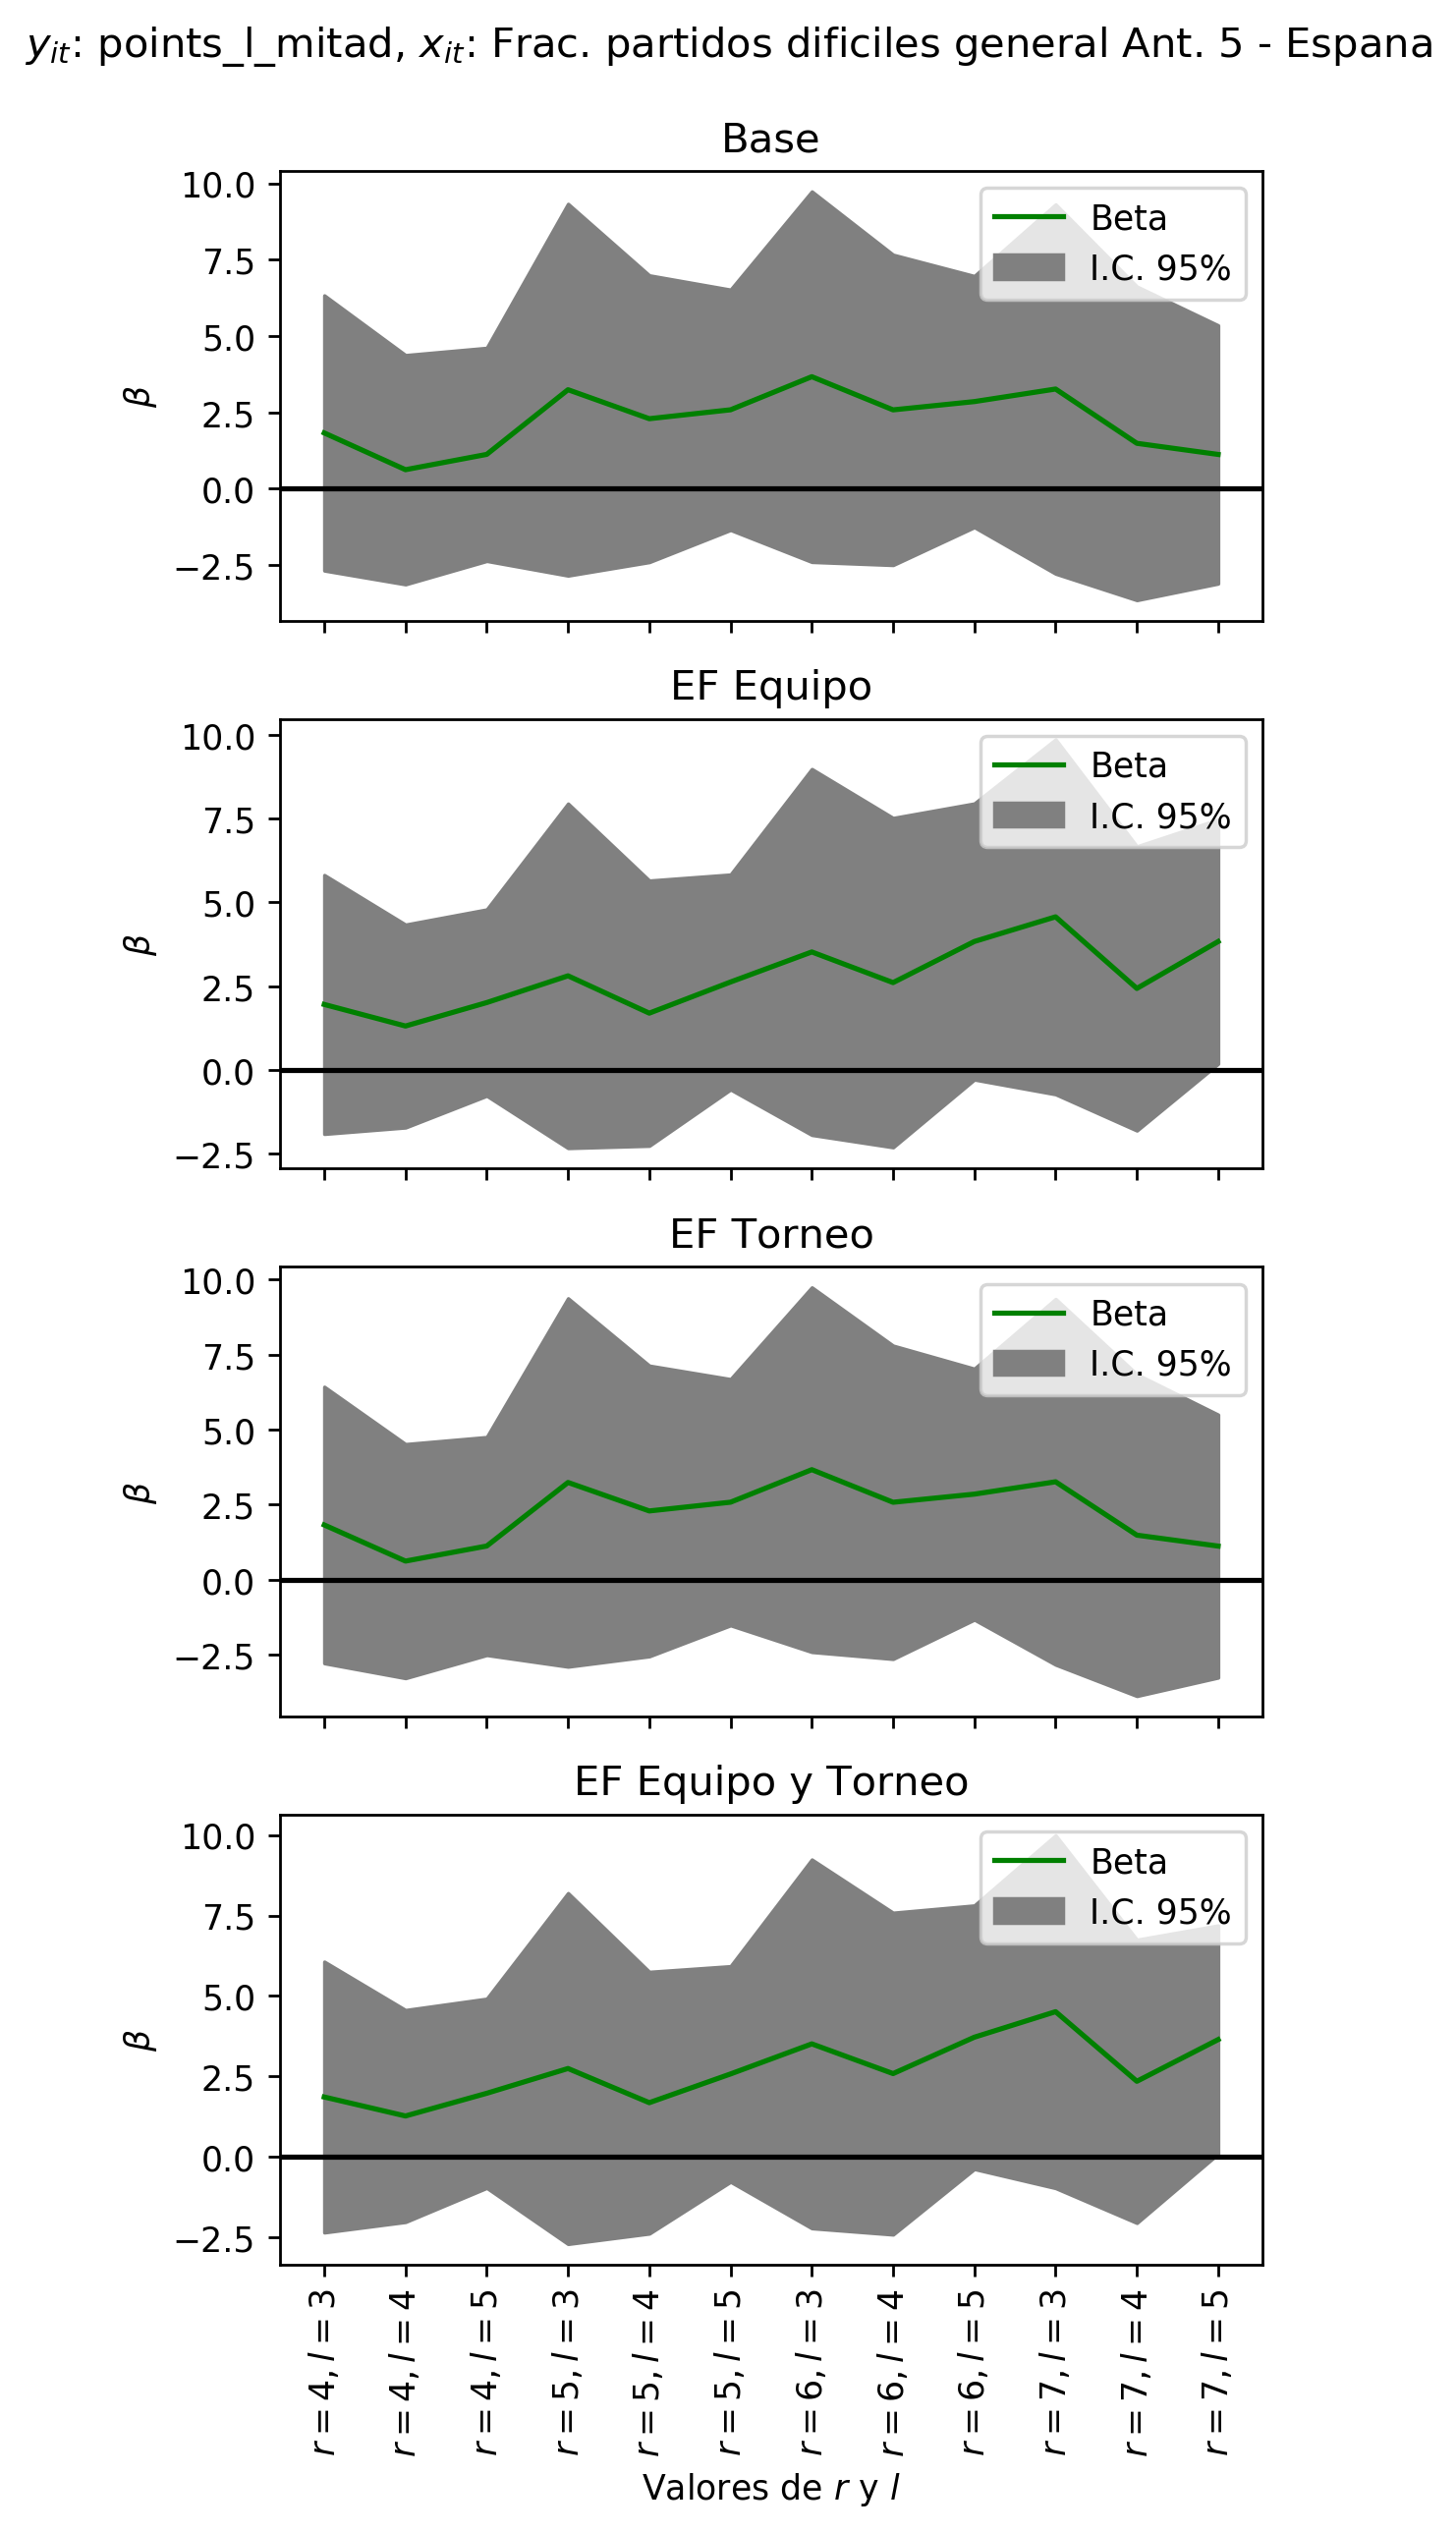 y_it: points_l_mitad, x_it: Frac. partidos dificiles general Ant. 5 - Espana
Base
10.0
7.5
5.0
2.5
0.0
−2.5
β
Beta
I.C. 95%
EF Equipo
10.0
7.5
5.0
2.5
0.0
−2.5
β
Beta
I.C. 95%
EF Torneo
10.0
7.5
5.0
2.5
0.0
−2.5
β
Beta
I.C. 95%
EF Equipo y Torneo
10.0
7.5
5.0
2.5
0.0
−2.5
β
Beta
I.C. 95%
r = 4, l = 3
r = 4, l = 4
r = 4, l = 5
r = 5, l = 3
r = 5, l = 4
r = 5, l = 5
r = 6, l = 3
r = 6, l = 4
r = 6, l = 5
r = 7, l = 3
r = 7, l = 4
r = 7, l = 5
Valores de r y l